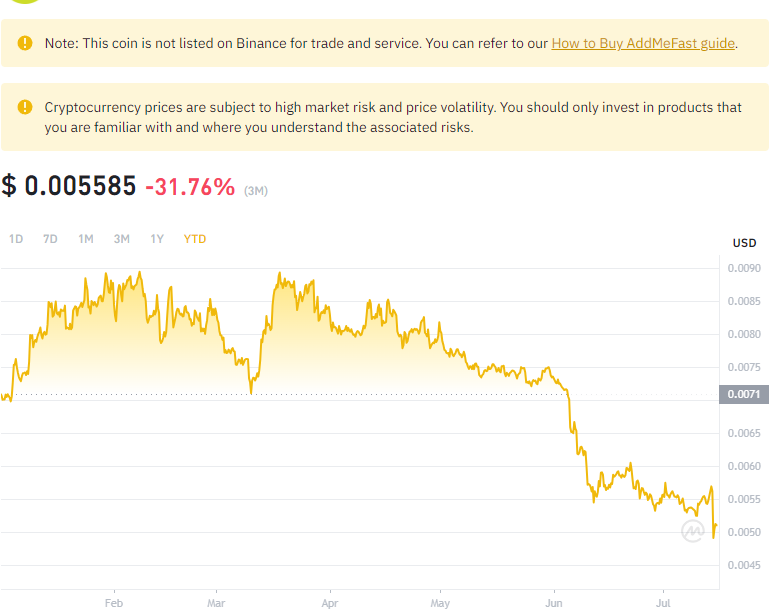 Note: This coin is not listed on Binance for trade and service. You can refer to our How to Buy AddMeFast guide.
Cryptocurrency prices are subject to high market risk and price volatility. You should only invest in products that
you are familiar with and where you understand the associated risks.
$ 0.005585 -31.76% (3M)
1D 7D 1M 3M 1Y YTD
USD
0.0090
0.0085
0.0080
0.0075
0.0071
0.0065
0.0060
0.0055
0.0050
0.0045
Feb Mar Apr May Jun Jul